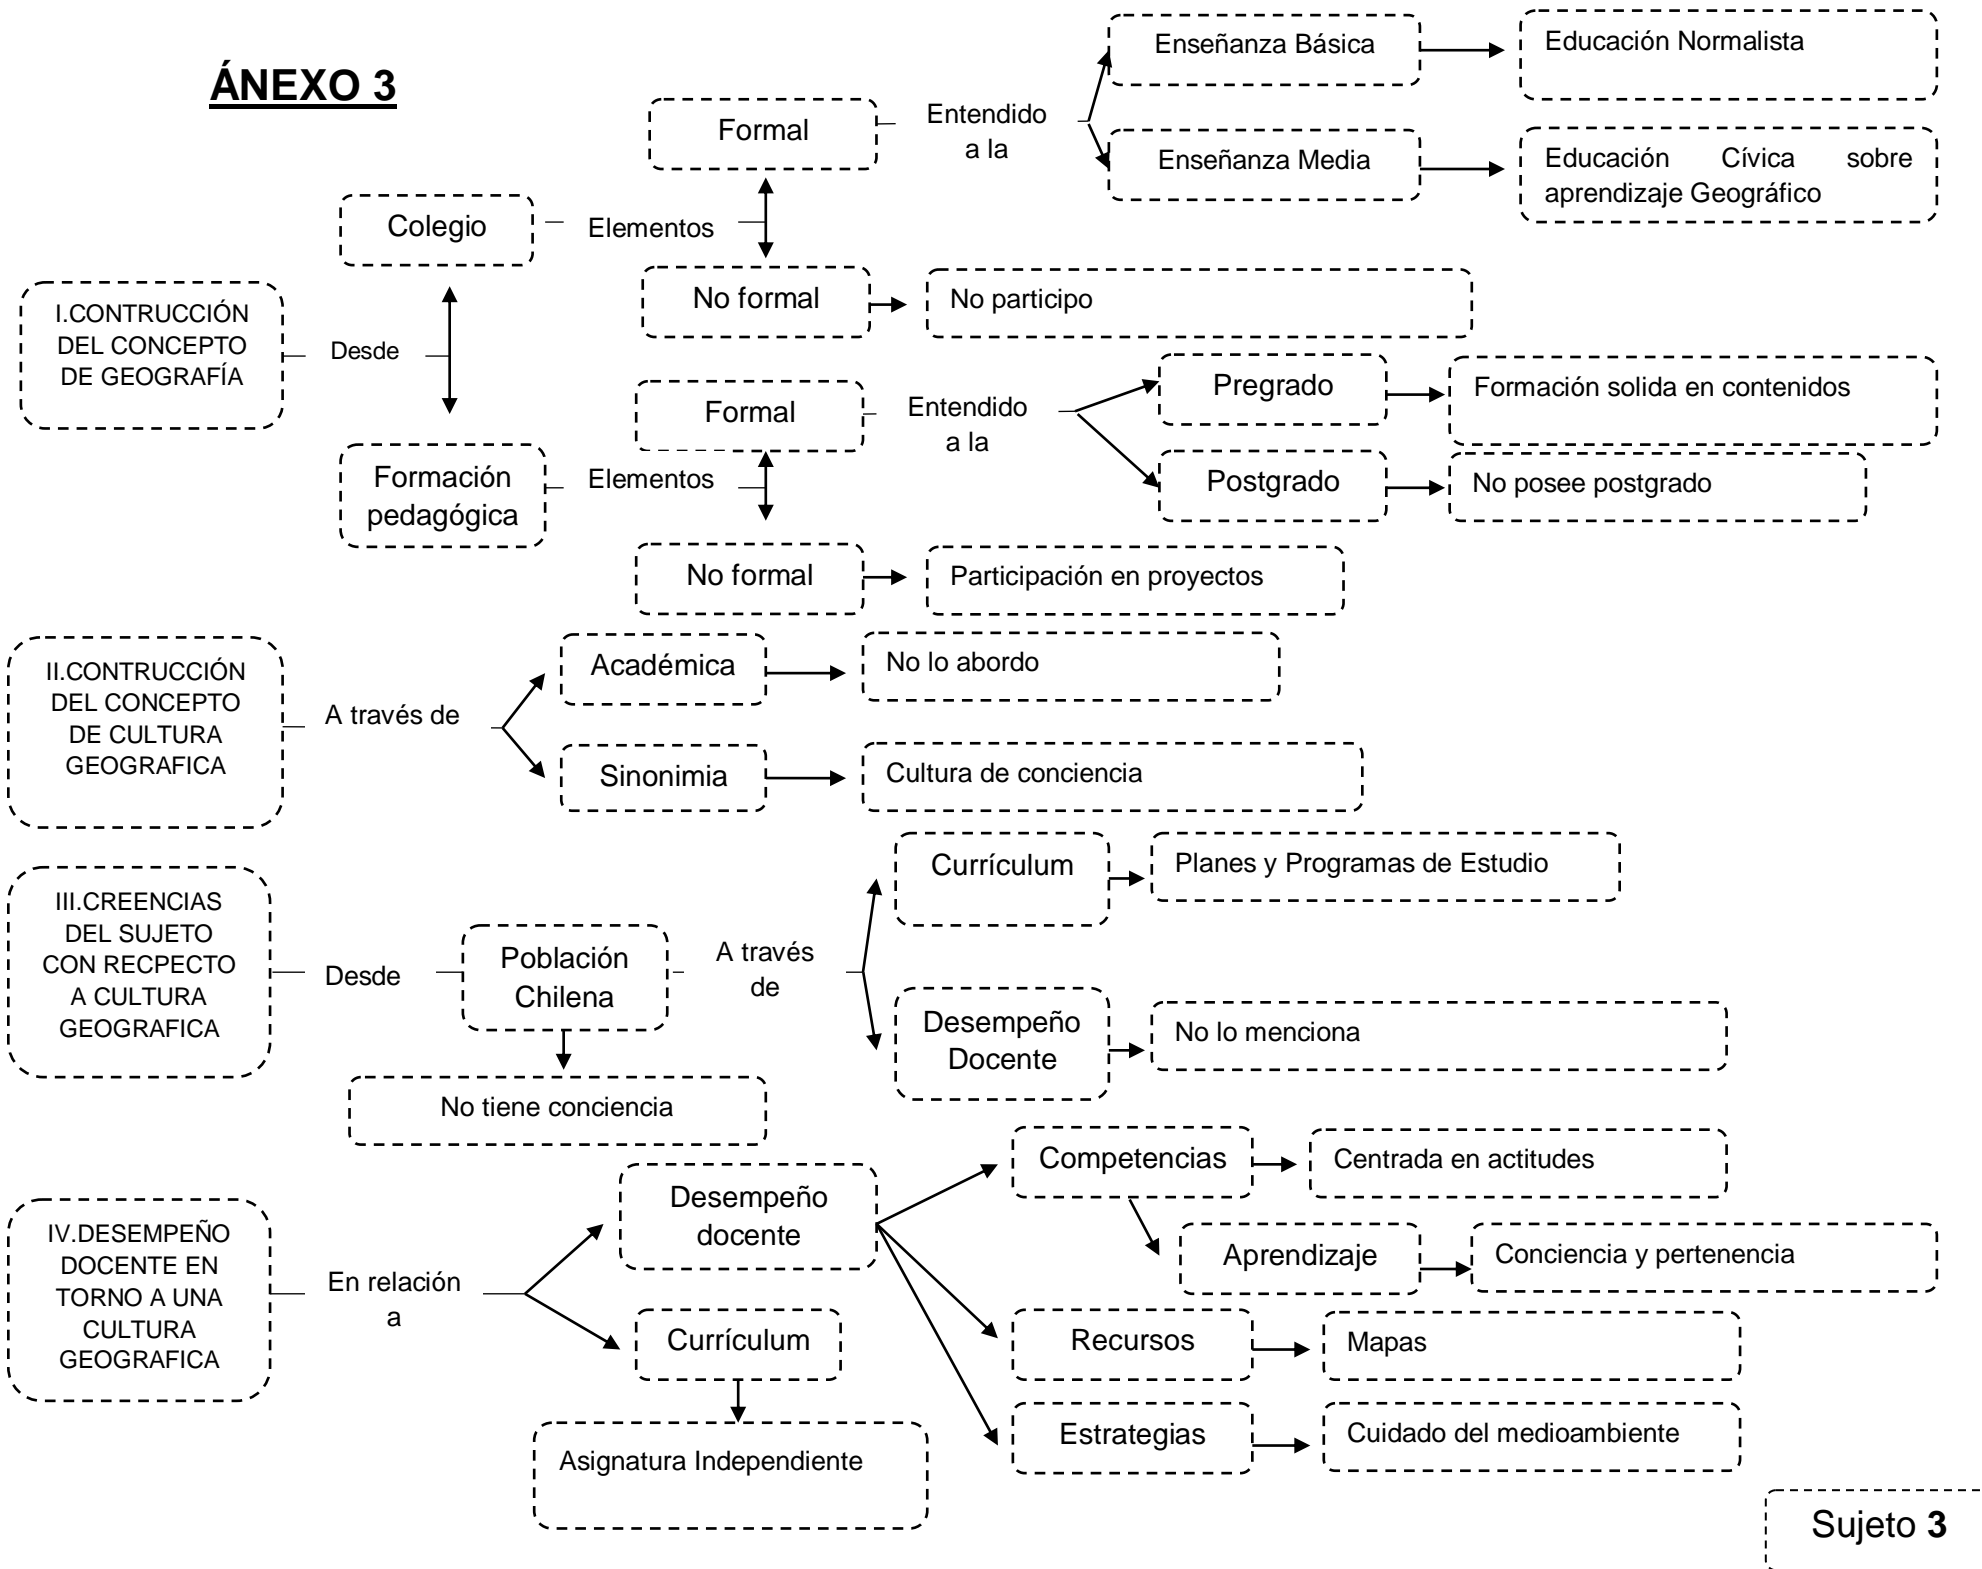 ÁNEXO 3
Enseñanza Básica
Educación Normalista
Formal
Entendido
a la
Enseñanza Media
Educación Cívica sobre
aprendizaje Geográfico
Colegio
Elementos
No formal
No participo
I.CONTRUCCIÓN
DEL CONCEPTO
DE GEOGRAFÍA
Desde
Formal
Entendido
a la
Pregrado
Formación solida en contenidos
Formación
pedagógica
Elementos
Postgrado
No posee postgrado
No formal
Participación en proyectos
II.CONTRUCCIÓN
DEL CONCEPTO
DE CULTURA
GEOGRAFICA
A través de
Académica
No lo abordo
Sinonimia
Cultura de conciencia
III.CREENCIAS
DEL SUJETO
CON RECPECTO
A CULTURA
GEOGRAFICA
Desde
Población
Chilena
A través
de
Currículum
Planes y Programas de Estudio
Desempeño
Docente
No lo menciona
No tiene conciencia
IV.DESEMPEÑO
DOCENTE EN
TORNO A UNA
CULTURA
GEOGRAFICA
En relación
a
Desempeño
docente
Competencias
Centrada en actitudes
Aprendizaje
Conciencia y pertenencia
Currículum
Recursos
Mapas
Asignatura Independiente
Estrategias
Cuidado del medioambiente
Sujeto 3